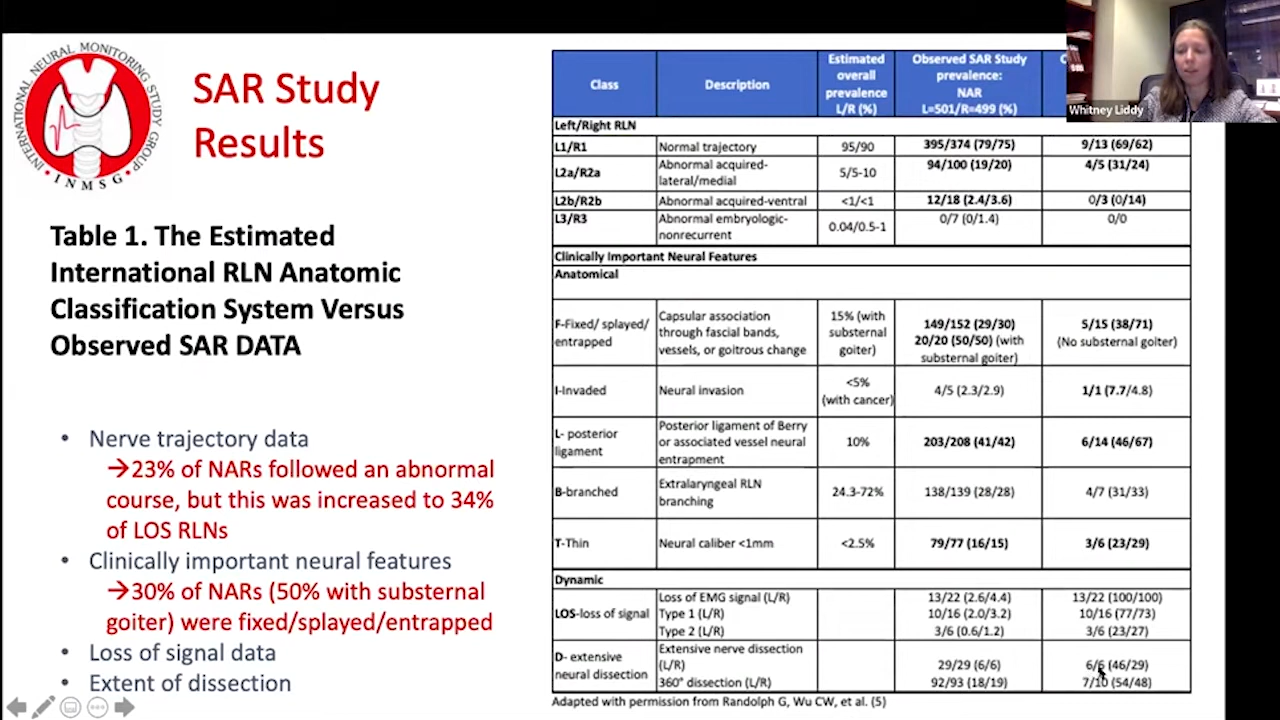 INTERNATIONAL NEURAL MONITORING STUDY GROUP
INMSG
SAR Study
Results
Table 1. The Estimated
International RLN Anatomic
Classification System Versus
Observed SAR DATA
• Nerve trajectory data
→23% of NARs followed an abnormal
course, but this was increased to 34%
of LOS RLNs
• Clinically important neural features
→30% of NARs (50% with substernal
goiter) were fixed/splayed/entrapped
• Loss of signal data
• Extent of dissection
Class
Description
Estimated
overall
prevalence
L/R (%)
Observed SAR Study
prevalence:
NAR
L=501/R=499 (%)
Whitney Liddy
Left/Right RLN
L1/R1 Normal trajectory 95/90 395/374 (79/75) 9/13 (69/62)
L2a/R2a
Abnormal acquired-
lateral/medial
5/5-10 94/100 (19/20) 4/5 (31/24)
L2b/R2b Abnormal acquired-ventral <1/<1 12/18 (2.4/3.6) 0/3 (0/14)
L3/R3
Abnormal embryologic-
nonrecurrent
0.04/0.5-1 0/7 (0/1.4) 0/0
Clinically Important Neural Features
Anatomical
F-Fixed/ splayed/
entrapped
Capsular association
through fascial bands,
vessels, or goitrous change
15% (with
substernal
goiter)
149/152 (29/30)
20/20 (50/50) (with
substernal goiter)
5/15 (38/71)
(No substernal goiter)
I-Invaded Neural invasion
<5%
(with cancer)
4/5 (2.3/2.9) 1/1 (7.7/4.8)
L- posterior
ligament
Posterior ligament of Berry
or associated vessel neural
entrapment
10% 203/208 (41/42) 6/14 (46/67)
B-branched
Extralaryngeal RLN
branching
24.3-72% 138/139 (28/28) 4/7 (31/33)
T-Thin Neural caliber <1mm <2.5% 79/77 (16/15) 3/6 (23/29)
Dynamic
LOS-loss of signal
Loss of EMG signal (L/R) 13/22 (2.6/4.4) 13/22 (100/100)
Type 1 (L/R) 10/16 (2.0/3.2) 10/16 (77/73)
Type 2 (L/R) 3/6 (0.6/1.2) 3/6 (23/27)
D- extensive
neural dissection
Extensive nerve dissection
(L/R) 29/29 (6/6) 6/6 (46/29)
360° dissection (L/R) 92/93 (18/19) 7/10 (54/48)
Adapted with permission from Randolph G, Wu CW, et al. (5)